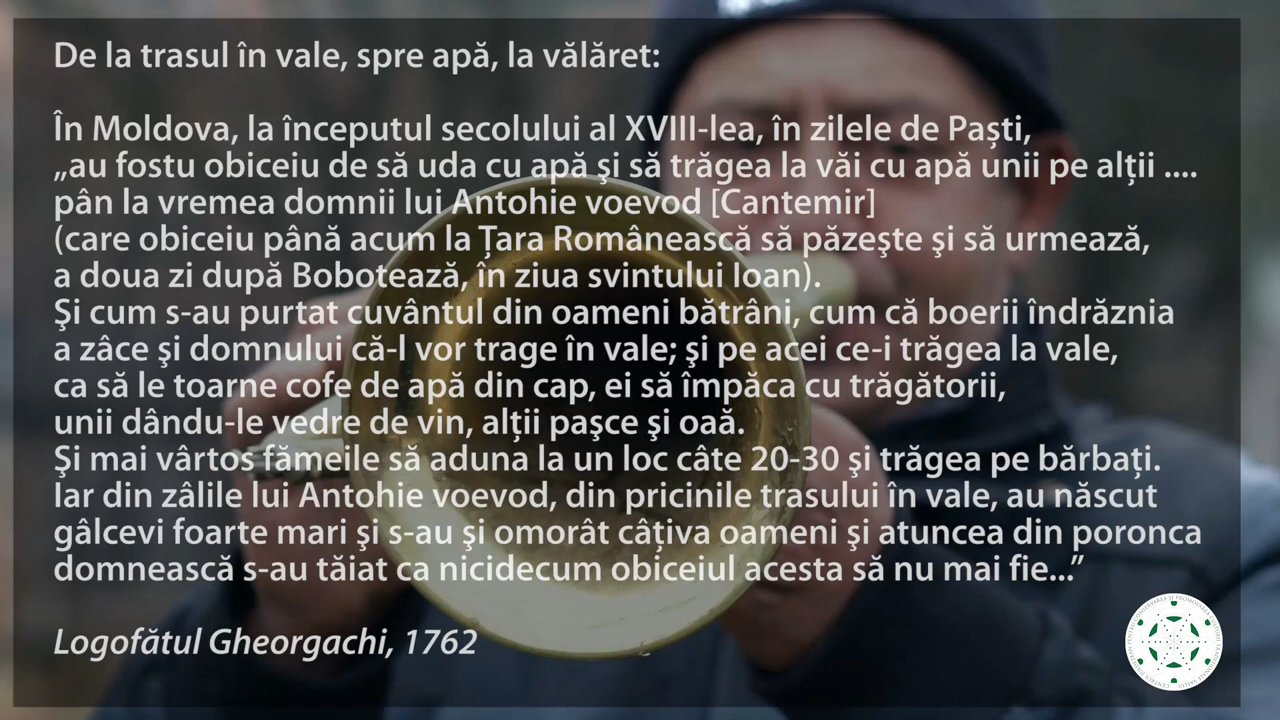 De la trasul în vale, spre apă, la vălăret:
În Moldova, la începutul secolului al XVIII-lea, în zilele de Paști,
„au fostu obiceiu de să uda cu apă şi să trăgea la văi cu apă unii pe alții ....
pân la vremea domnii lui Antohie voevod [Cantemir]
(care obiceiu până acum la Țara Românească să păzeşte şi să urmează,
a doua zi după Bobotează, în ziua svintului Ioan).
Şi cum s-au purtat cuvântul din oameni bătrâni, cum că boerii îndrăznia
a zâce şi domnului că-l vor trage în vale; şi pe acei ce-i trăgea la vale,
ca să le toarne cofe de apă din cap, ei să împăca cu trăgătorii,
unii dându-le vedre de vin, alții paşce şi oaă.
Şi mai vârtos fămeile să aduna la un loc câte 20-30 şi trăgea pe bărbați.
Iar din zâlile lui Antohie voevod, din pricinile trasului în vale, au născut
gâlcevi foarte mari şi s-au şi omorât câțiva oameni şi atuncea din poronca
domnească s-au tăiat ca nicidecum obiceiul acesta să nu mai fie...”
Logofătul Gheorgachi, 1762